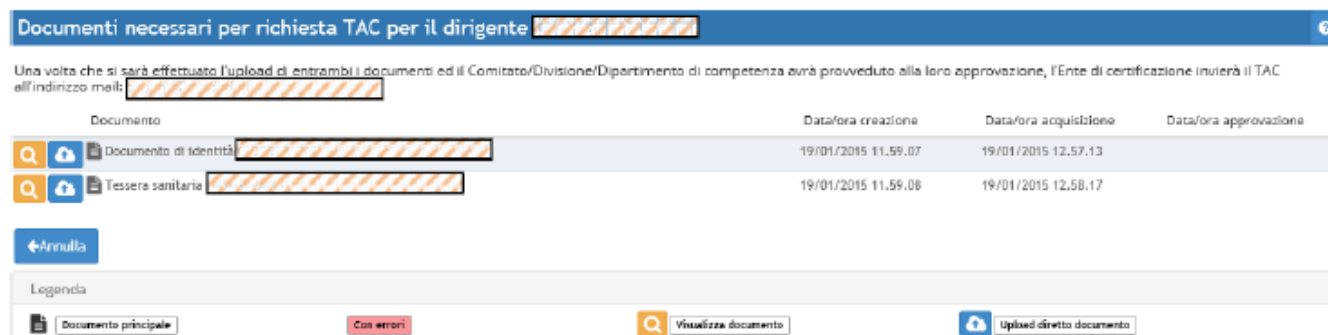 Documenti necessari per richiesta TAC per il dirigente
Una volta che si sarà effettuato l'upload di entrambi i documenti ed il Comitato/Divisione/Dipartimento di competenza avrà provveduto alla loro approvazione, l'Ente di certificazione invierà il TAC
all'indirizzo mail:
Documento Data/ora creazione Data/ora acquisizione Data/ora approvazione
Documento di identità 19/01/2015 11.59.07 19/01/2015 12.57.13
Tessera sanitaria 19/01/2015 11.59.08 19/01/2015 12.58.17
Annulla
Legenda
Documento principale Con errori Visualizza documento Upload diretto documento